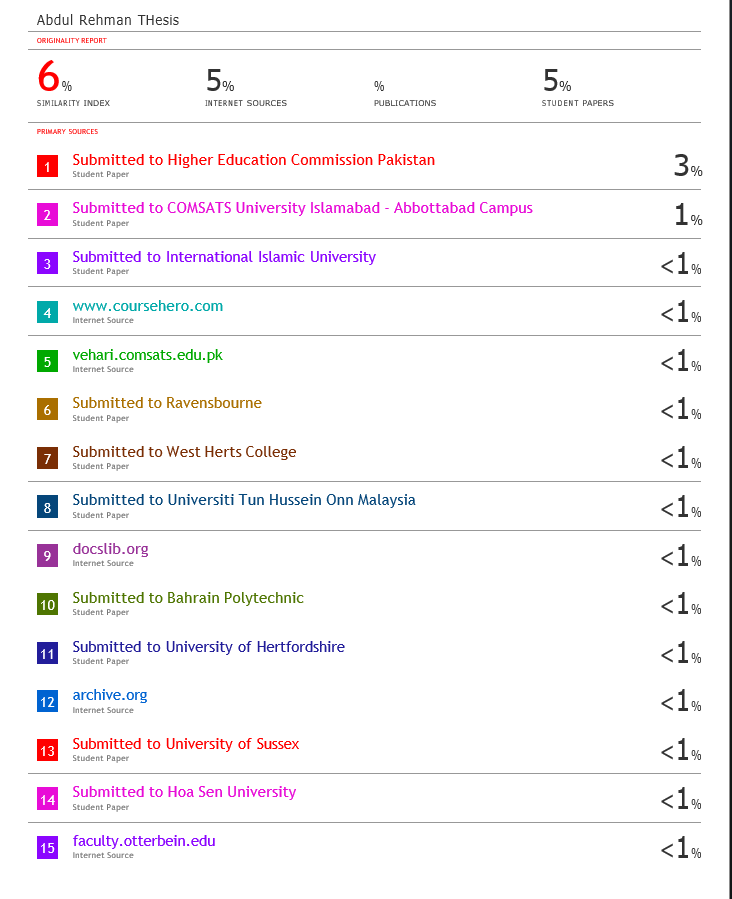 Abdul Rehman THesis
ORIGINALITY REPORT
6% 5% % 5%
SIMILARITY INDEX INTERNET SOURCES PUBLICATIONS STUDENT PAPERS
PRIMARY SOURCES
1 Submitted to Higher Education Commission Pakistan 3%
Student Paper
2 Submitted to COMSATS University Islamabad - Abbottabad Campus 1%
Student Paper
3 Submitted to International Islamic University <1%
Student Paper
4 www.coursehero.com <1%
Internet Source
5 vehari.comsats.edu.pk <1%
Internet Source
6 Submitted to Ravensbourne <1%
Student Paper
7 Submitted to West Herts College <1%
Student Paper
8 Submitted to Universiti Tun Hussein Onn Malaysia <1%
Student Paper
9 docslib.org <1%
Internet Source
10 Submitted to Bahrain Polytechnic <1%
Student Paper
11 Submitted to University of Hertfordshire <1%
Student Paper
12 archive.org <1%
Internet Source
13 Submitted to University of Sussex <1%
Student Paper
14 Submitted to Hoa Sen University <1%
Student Paper
15 faculty.otterbein.edu <1%
Internet Source